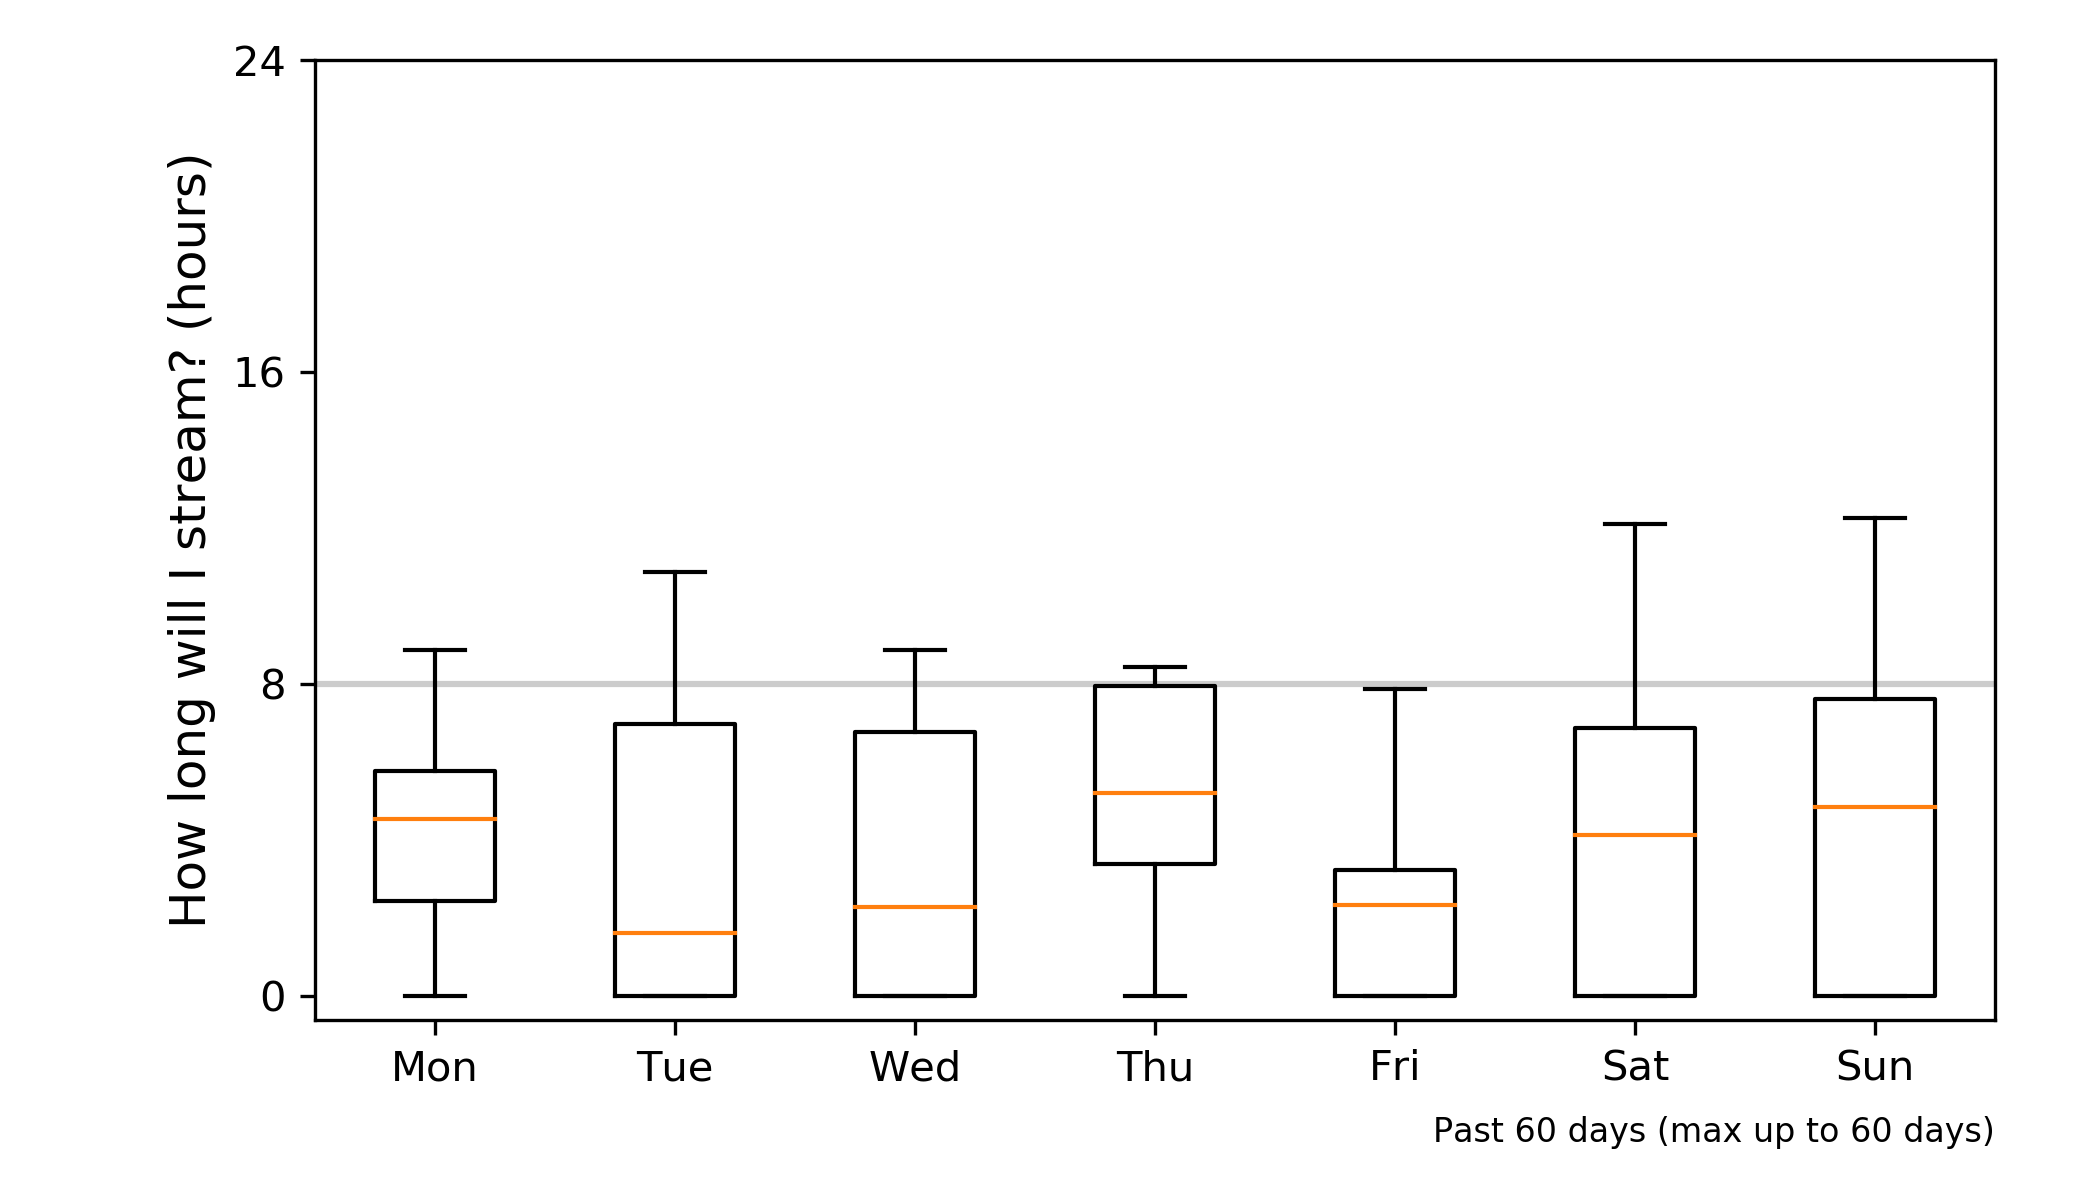 How long will I stream? (hours)
24
16
8
0
Mon Tue Wed Thu Fri Sat Sun
Past 60 days (max up to 60 days)